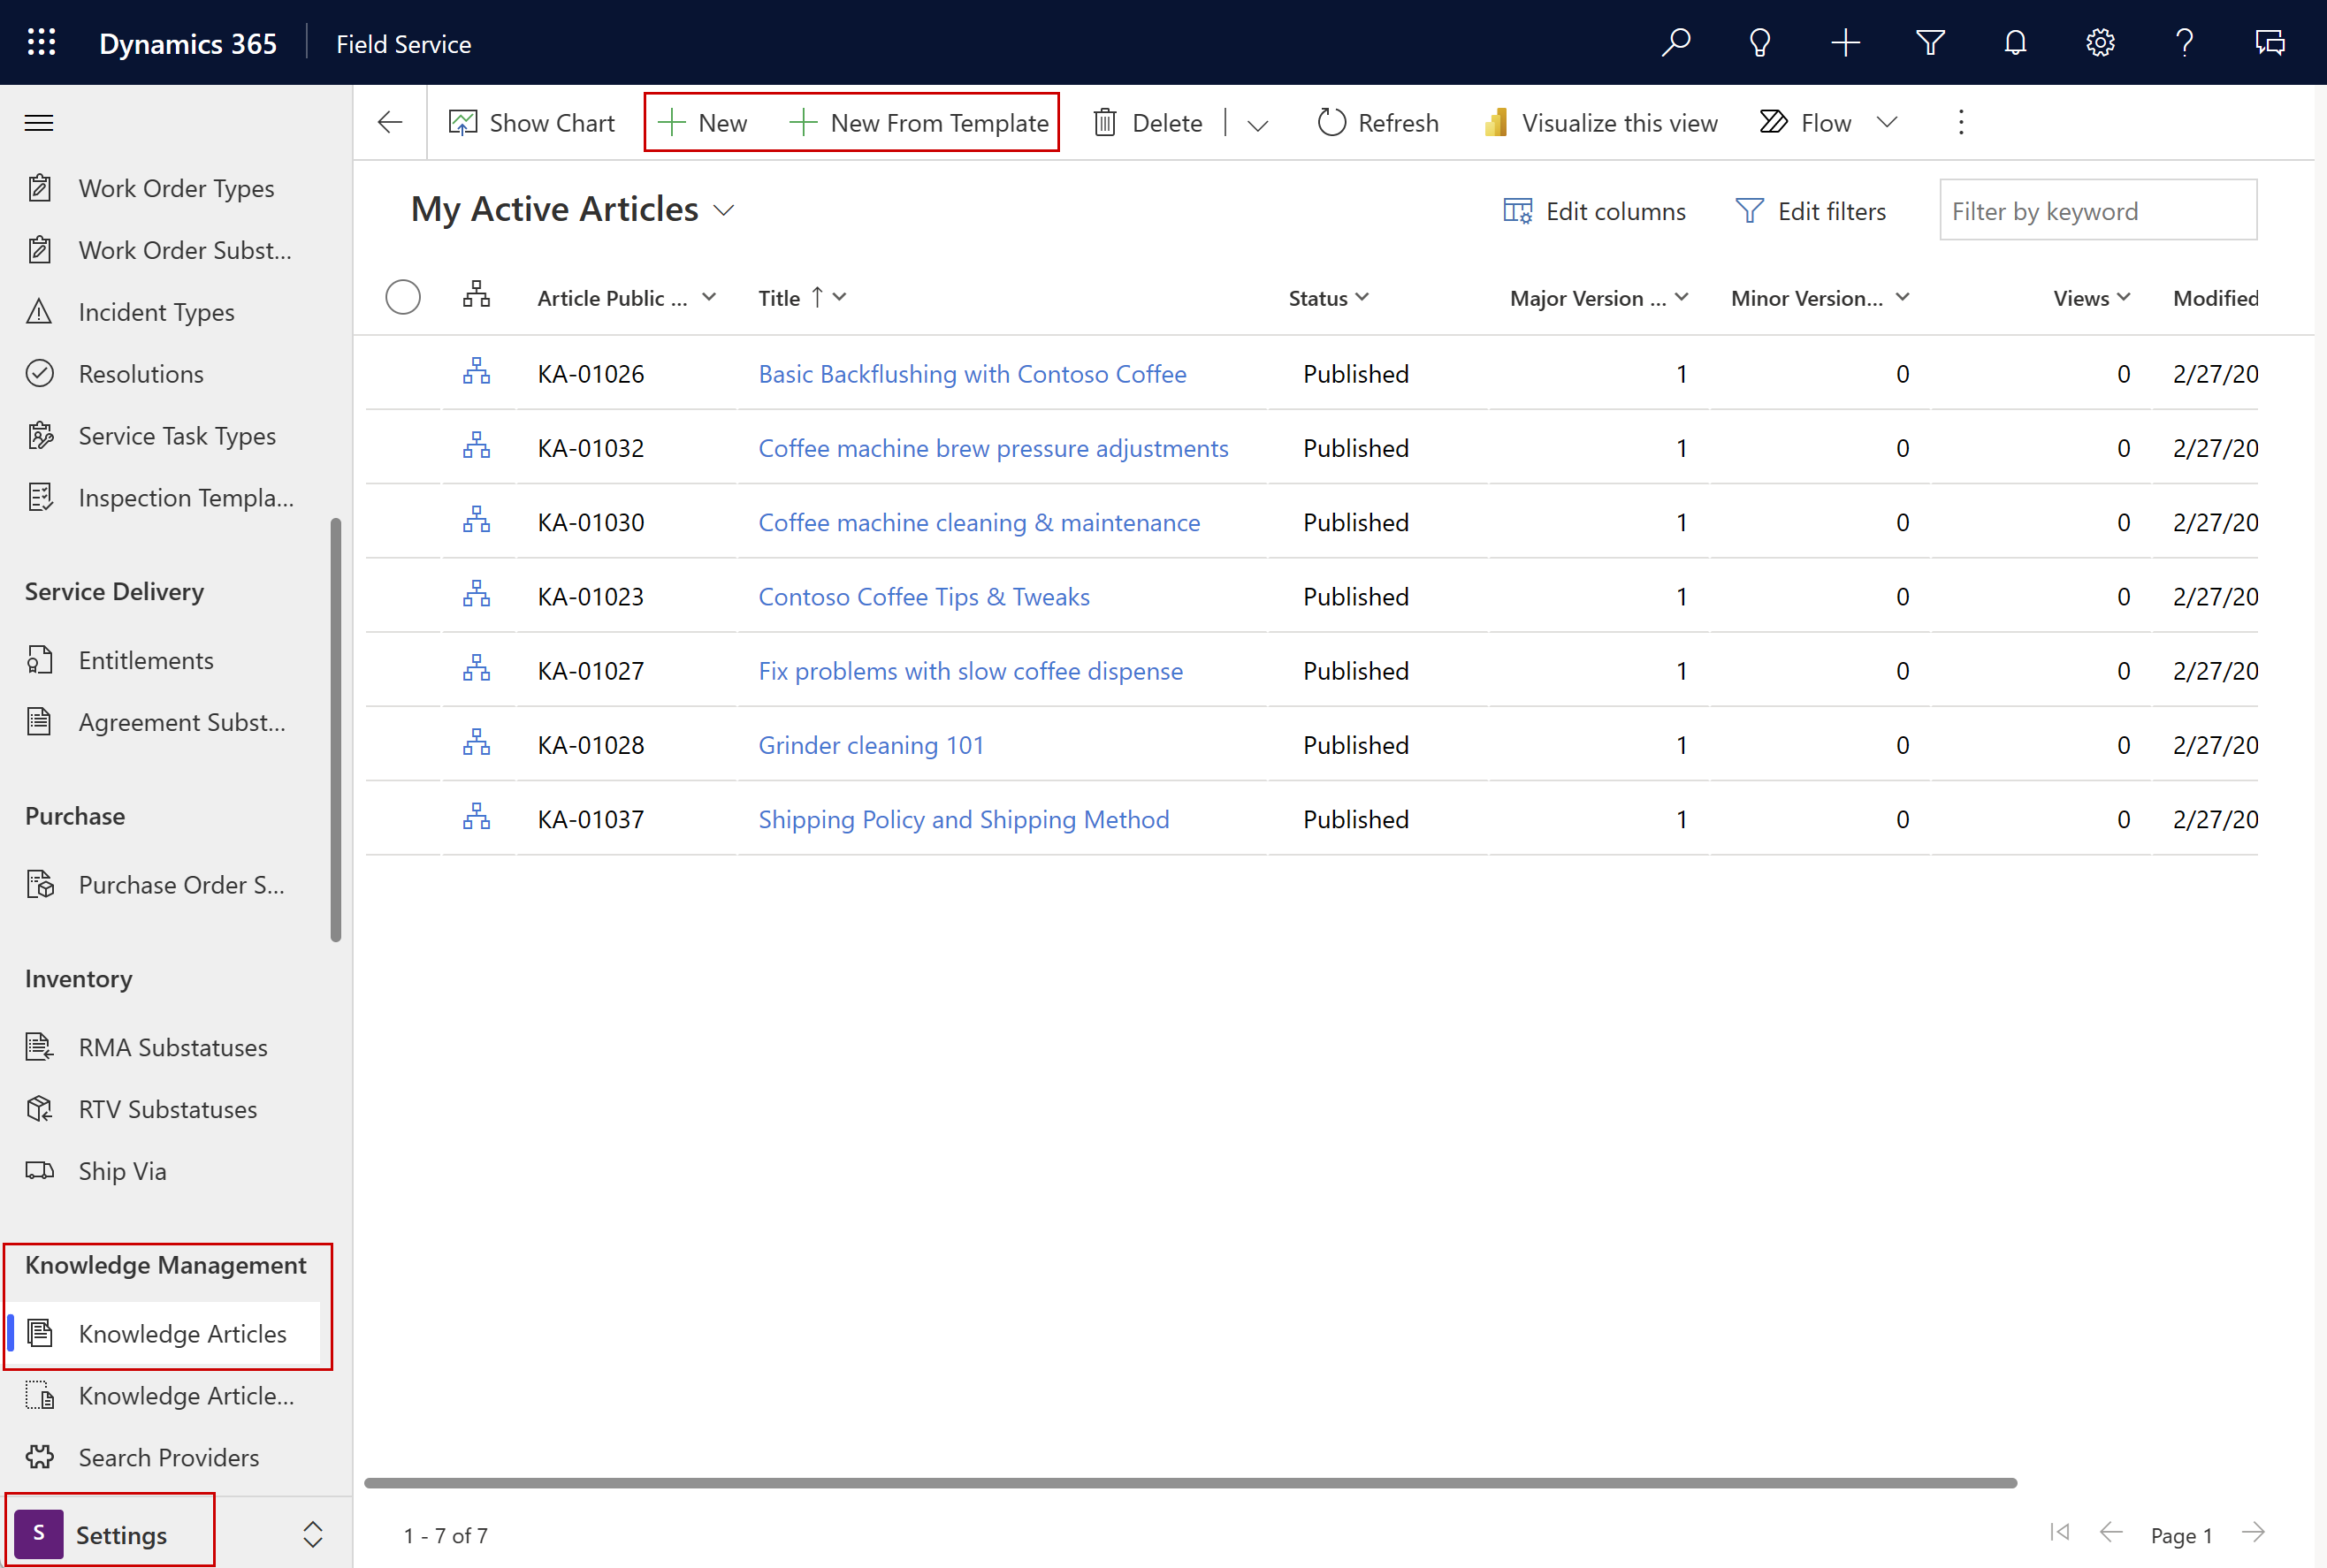 Dynamics 365 Field Service
Show Chart New New From Template Delete Refresh Visualize this view Flow
Work Order Types
Work Order Subst...
Incident Types
Resolutions
Service Task Types
Inspection Templa...
Service Delivery
Entitlements
Agreement Subst...
Purchase
Purchase Order S...
Inventory
RMA Substatuses
RTV Substatuses
Ship Via
Knowledge Management
Knowledge Articles
Knowledge Article...
Search Providers
S Settings
My Active Articles Edit columns Edit filters Filter by keyword
Article Public ... Title Status Major Version ... Minor Version... Views Modified
KA-01026 Basic Backflushing with Contoso Coffee Published 1 0 0 2/27/20
KA-01032 Coffee machine brew pressure adjustments Published 1 0 0 2/27/20
KA-01030 Coffee machine cleaning & maintenance Published 1 0 0 2/27/20
KA-01023 Contoso Coffee Tips & Tweaks Published 1 0 0 2/27/20
KA-01027 Fix problems with slow coffee dispense Published 1 0 0 2/27/20
KA-01028 Grinder cleaning 101 Published 1 0 0 2/27/20
KA-01037 Shipping Policy and Shipping Method Published 1 0 0 2/27/20
1 - 7 of 7 Page 1